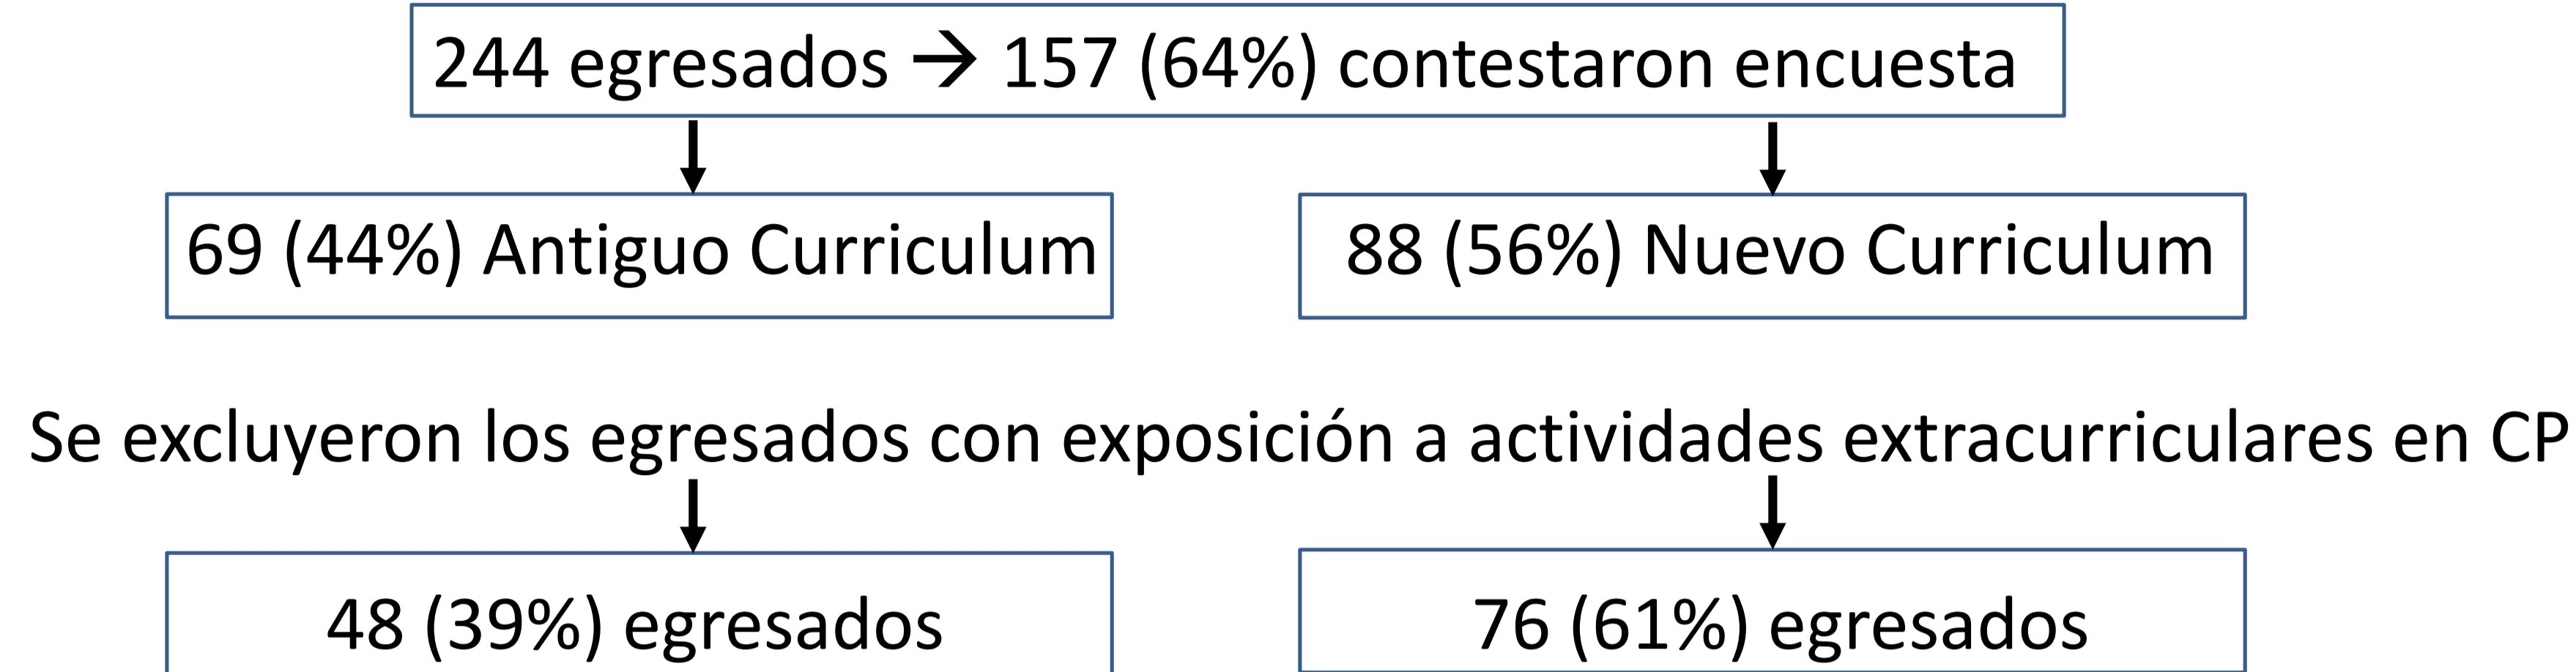 244 egresados → 157 (64%) contestaron encuesta
69 (44%) Antiguo Curriculum
88 (56%) Nuevo Curriculum
Se excluyeron los egresados con exposición a actividades extracurriculares en CP
48 (39%) egresados
76 (61%) egresados